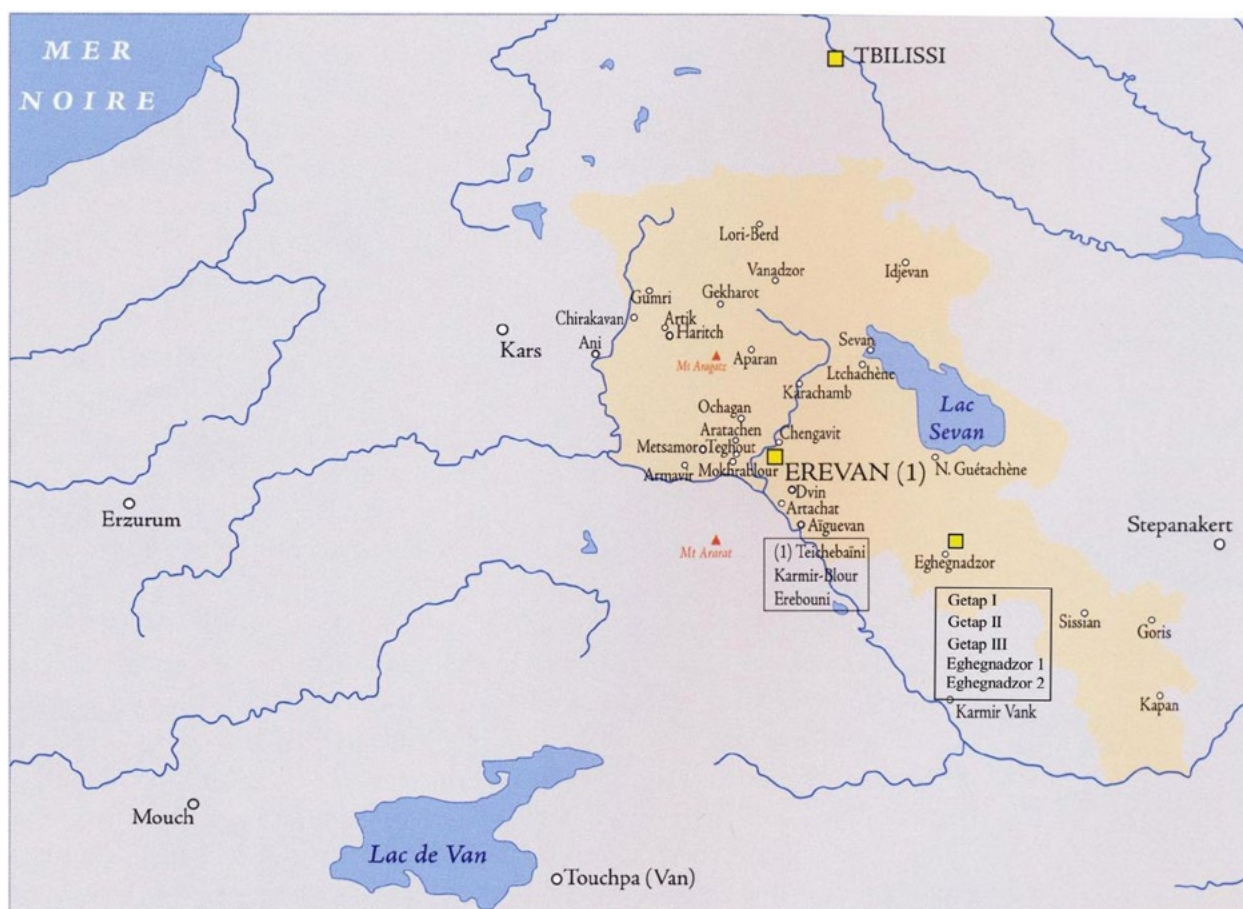 MER
NOIRE
TBILISSI
Lori-Berd
Vanadzor
Idjevan
Gumri
Gekharot
Chirakavan
Artik
Haritch
Kars
Ani
Mt Aragatz
Aparan
Sevan
Ltchachène
Karachamb
Lac
Sevan
Ochagan
Aratachen
Chengavit
Metsamor
Teghout
Armavir
Mokhrablour
EREVAN (1)
N. Guétachène
Erzurum
Dvin
Artachat
Aïguevan
Stepanakert
Mt Ararat
(1) Teichebaïni
Karmir-Blour
Erebouni
Eghegnadzor
Getap I
Getap II
Getap III
Eghegnadzor 1
Eghegnadzor 2
Sissian
Goris
Karmir Vank
Kapan
Mouch
Lac de Van
Touchpa (Van)